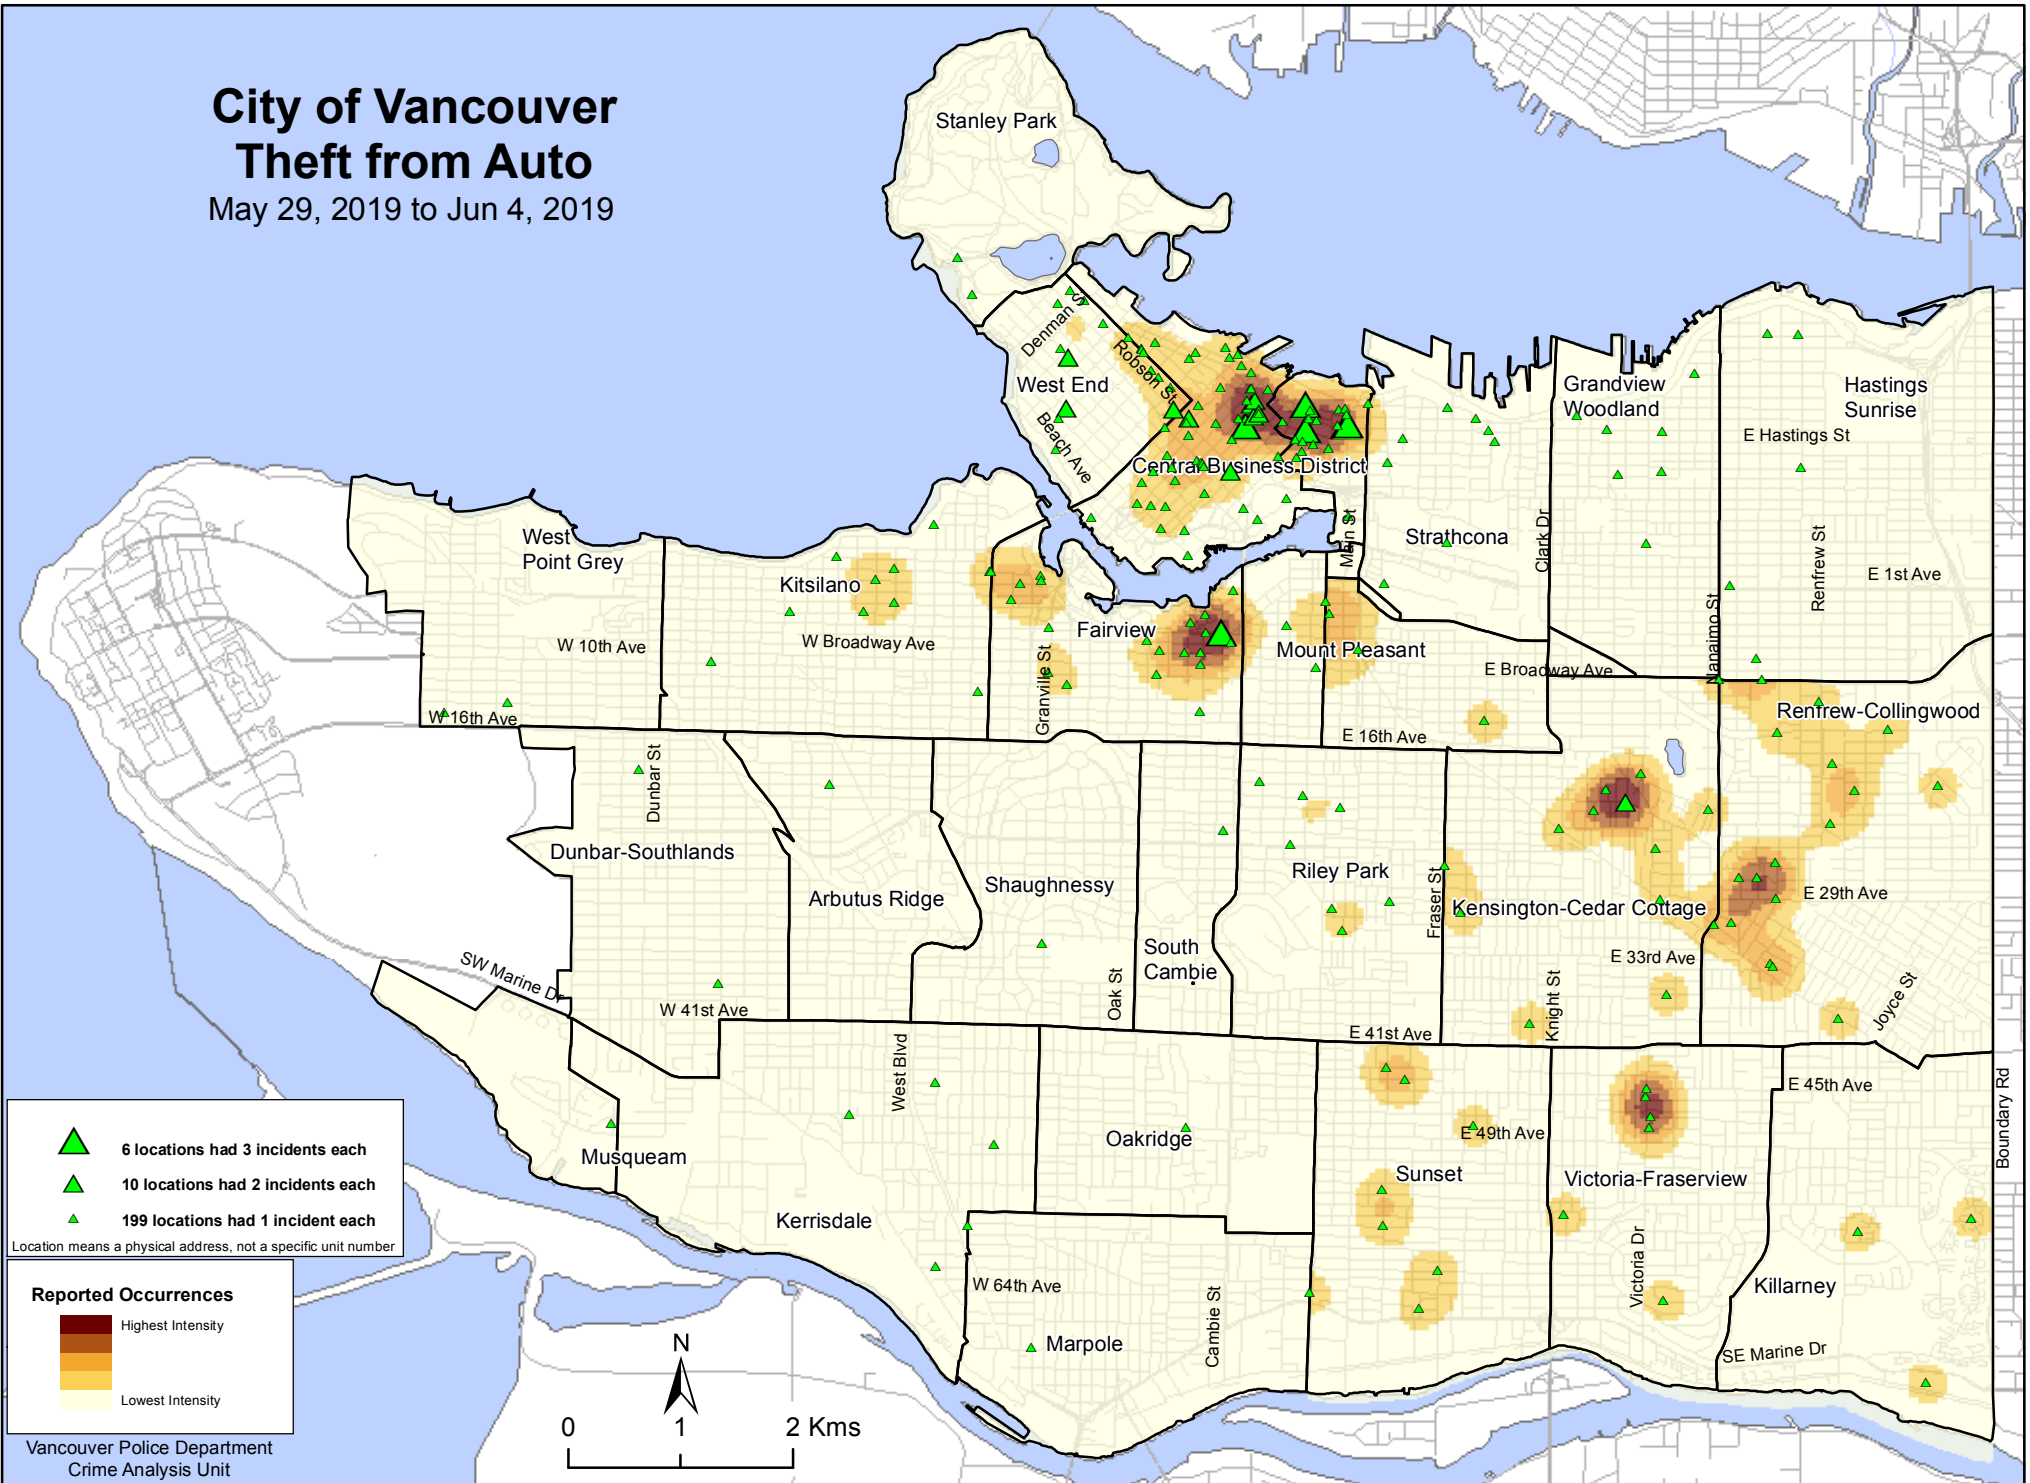 City of Vancouver
Theft from Auto
May 29, 2019 to Jun 4, 2019
Stanley Park
Denman St
Robson St
West End
Beach Ave
Central Business District
Grandview
Woodland
Hastings
Sunrise
E Hastings St
West
Point Grey
Kitsilano
Main St
Strathcona
Clark Dr
Renfrew St
E 1st Ave
Nanaimo St
W 10th Ave
W Broadway Ave
Fairview
Granville St
Mount Pleasant
E Broadway Ave
W 16th Ave
E 16th Ave
Renfrew-Collingwood
Dunbar St
Dunbar-Southlands
Arbutus Ridge
Shaughnessy
Riley Park
Fraser St
Kensington-Cedar Cottage
E 29th Ave
South
Cambie
Oak St
E 33rd Ave
SW Marine Dr
W 41st Ave
E 41st Ave
Knight St
Joyce St
West Blvd
E 45th Ave
Boundary Rd
Musqueam
Oakridge
E 49th Ave
Sunset
Victoria-Fraserview
Kerrisdale
W 64th Ave
Cambie St
Victoria Dr
Killarney
Marpole
SE Marine Dr
6 locations had 3 incidents each
10 locations had 2 incidents each
199 locations had 1 incident each
Location means a physical address, not a specific unit number
Reported Occurrences
Highest Intensity
Lowest Intensity
Vancouver Police Department
Crime Analysis Unit
N
0 1 2 Kms